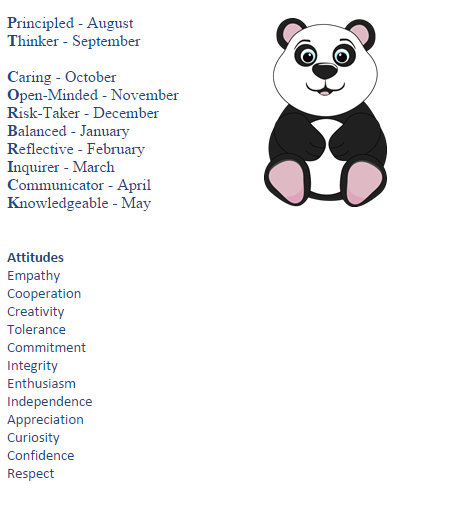 Principled - August
Thinker - September
Caring - October
Open-Minded - November
Risk-Taker - December
Balanced - January
Reflective - February
Inquirer - March
Communicator - April
Knowledgeable - May
Attitudes
Empathy
Cooperation
Creativity
Tolerance
Commitment
Integrity
Enthusiasm
Independence
Appreciation
Curiosity
Confidence
Respect